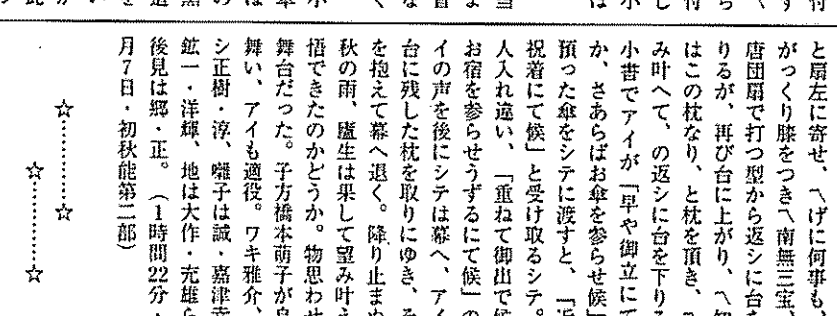 と扇左に寄せ、〽げに何事も、
がっくり膝をつき〽南無三宝、
唐団扇で打つ型から返シに台を
りるが、再び台に上がり、〽知
はこの枕なり、と枕を頂き、〽
み叶へて、の返シに台を下りる
小書でアイが「早や御立にて
か、さあらばお傘を参らせ候」
預った傘をシテに渡すと、「近
祝着にて候」と受け取るシテ。
人入れ違い、「重ねて御出で候
お宿を参らせうずるにて候」の
イの声を後にシテは幕へ、アイ
台に残した枕を取りにゆき、そ
を抱えて幕へ退く。降り止まぬ
秋の雨、廬生は果して望み叶え
悟できたのかどうか。物思わせ
舞台だった。子方橋本萌子が良
舞い、アイも適役。ワキ雅介、
シ正樹・淳、囃子は誠・嘉津幸
鉱一・洋輝、地は大作・充雄ら
後見は郷・正。（1時間22分・
月7日・初秋能第二部）
☆………☆
☆………☆